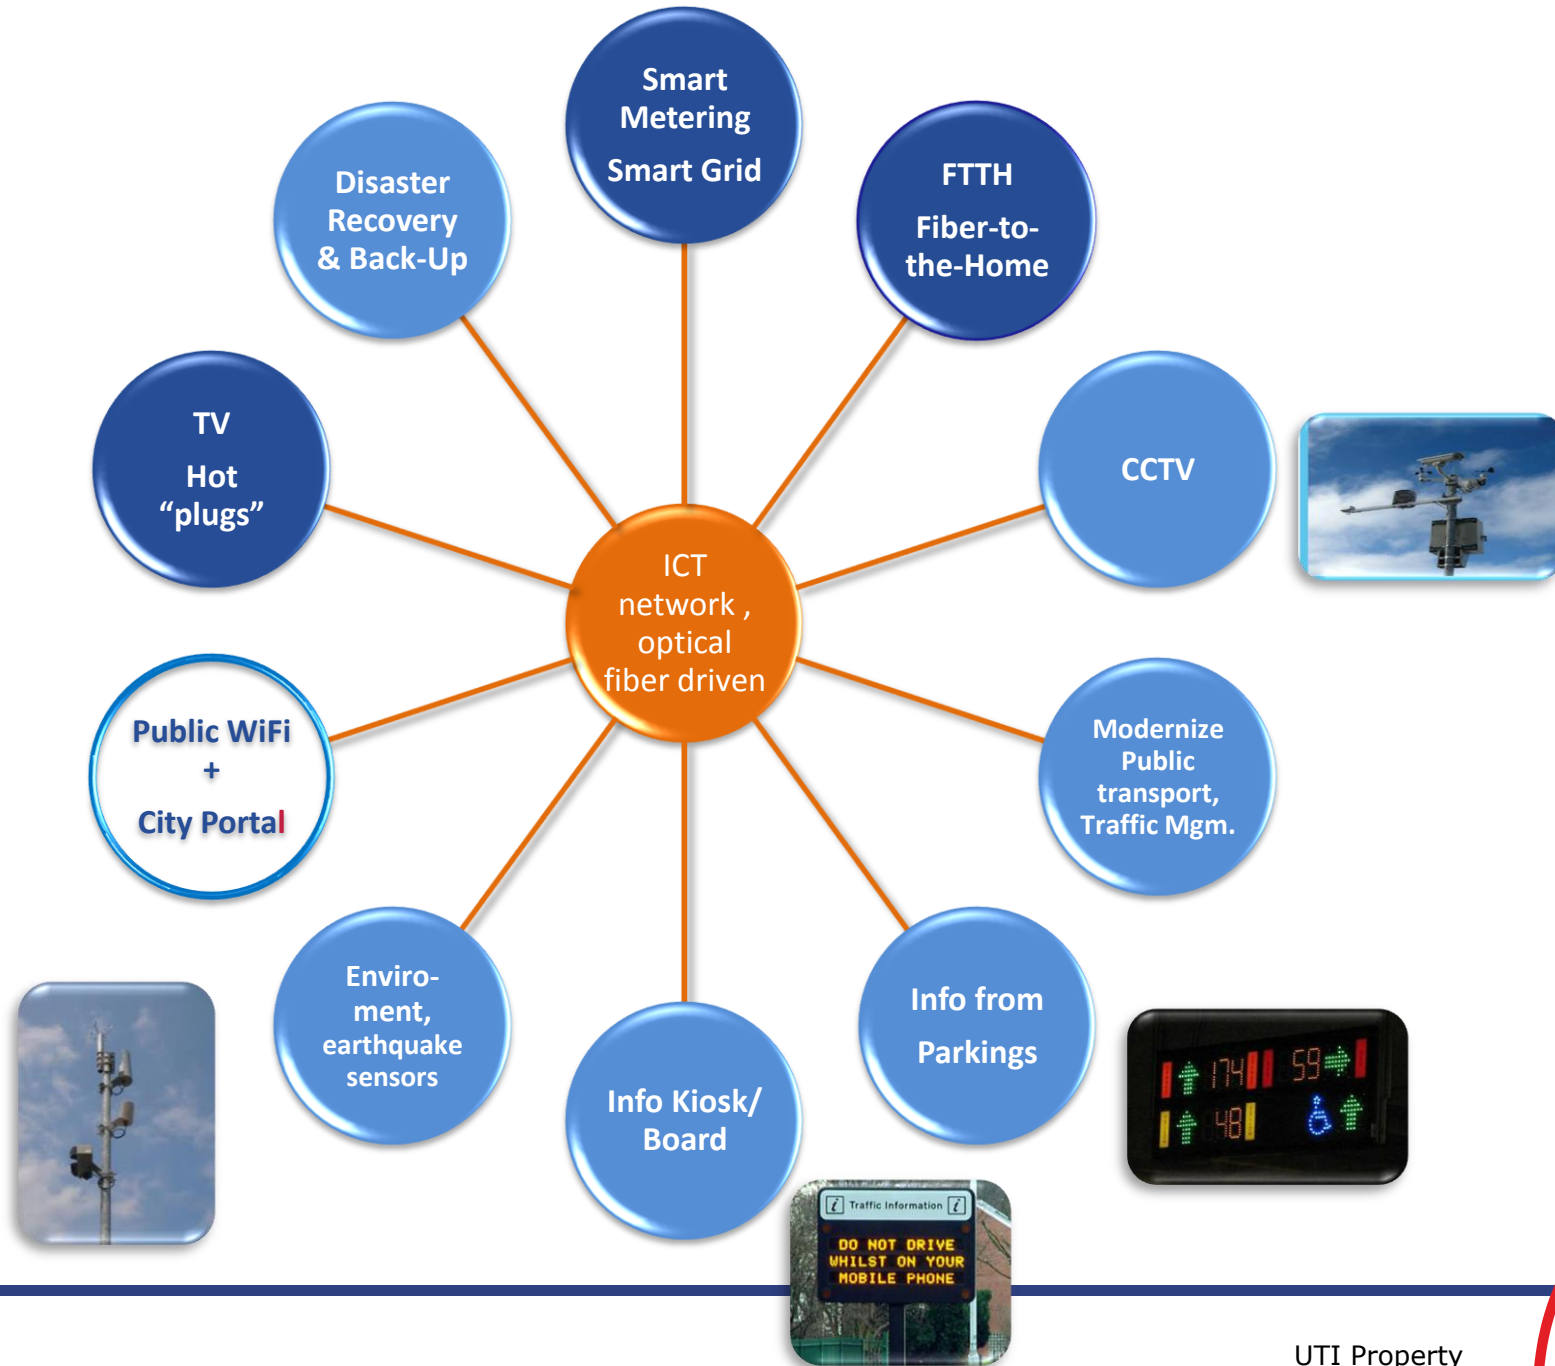 Smart
Metering
Smart Grid
FTTH
Fiber-to-
the-Home
CCTV
Modernize
Public
transport,
Traffic Mgm.
Info from
Parkings
Info Kiosk/
Board
Enviro-
ment,
earthquake
sensors
Public WiFi
+
City Portal
TV
Hot
“plugs”
Disaster
Recovery
& Back-Up
ICT
network ,
optical
fiber driven
174 59
48
i Traffic Information i
DO NOT DRIVE
WHILST ON YOUR
MOBILE PHONE
UTI Property